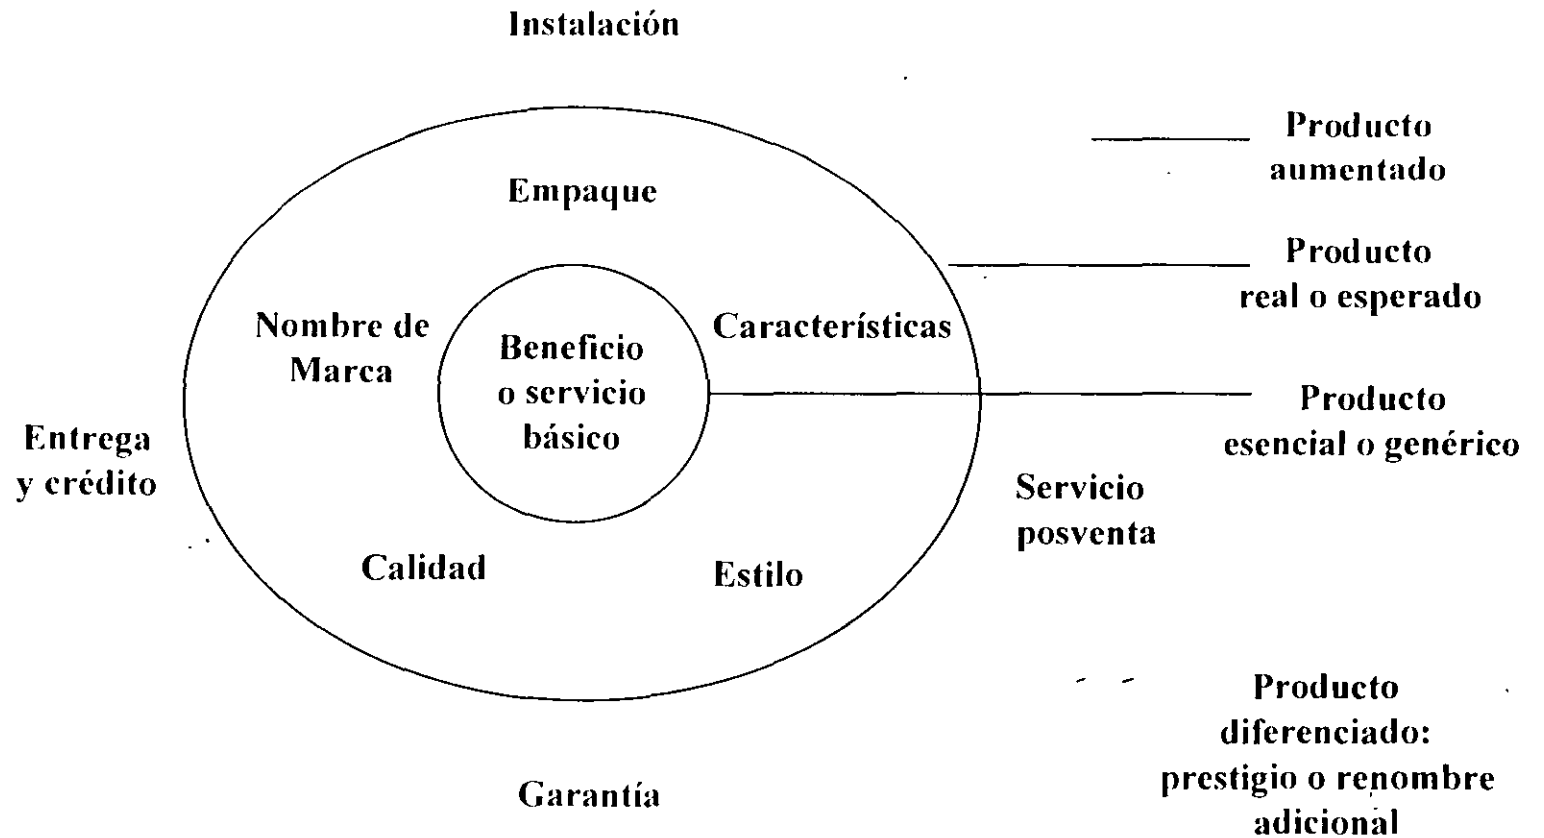 Instalación
Producto
aumentado
Empaque
Producto
real o esperado
Nombre de
Marca
Beneficio
o servicio
básico
Características
Producto
esencial o genérico
Entrega
y crédito
Servicio
posventa
Calidad
Estilo
Producto
diferenciado:
prestigio o renombre
adicional
Garantía